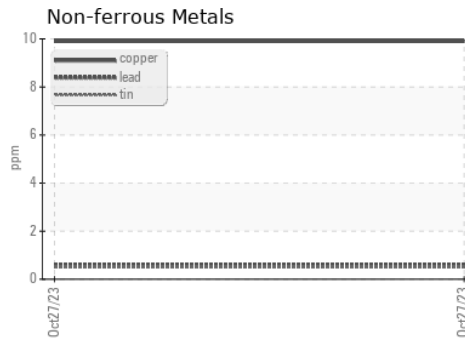 Non-ferrous Metals
10
copper
lead
tin
8
6
ppm
4
2
0
Oct27/23
Oct27/23